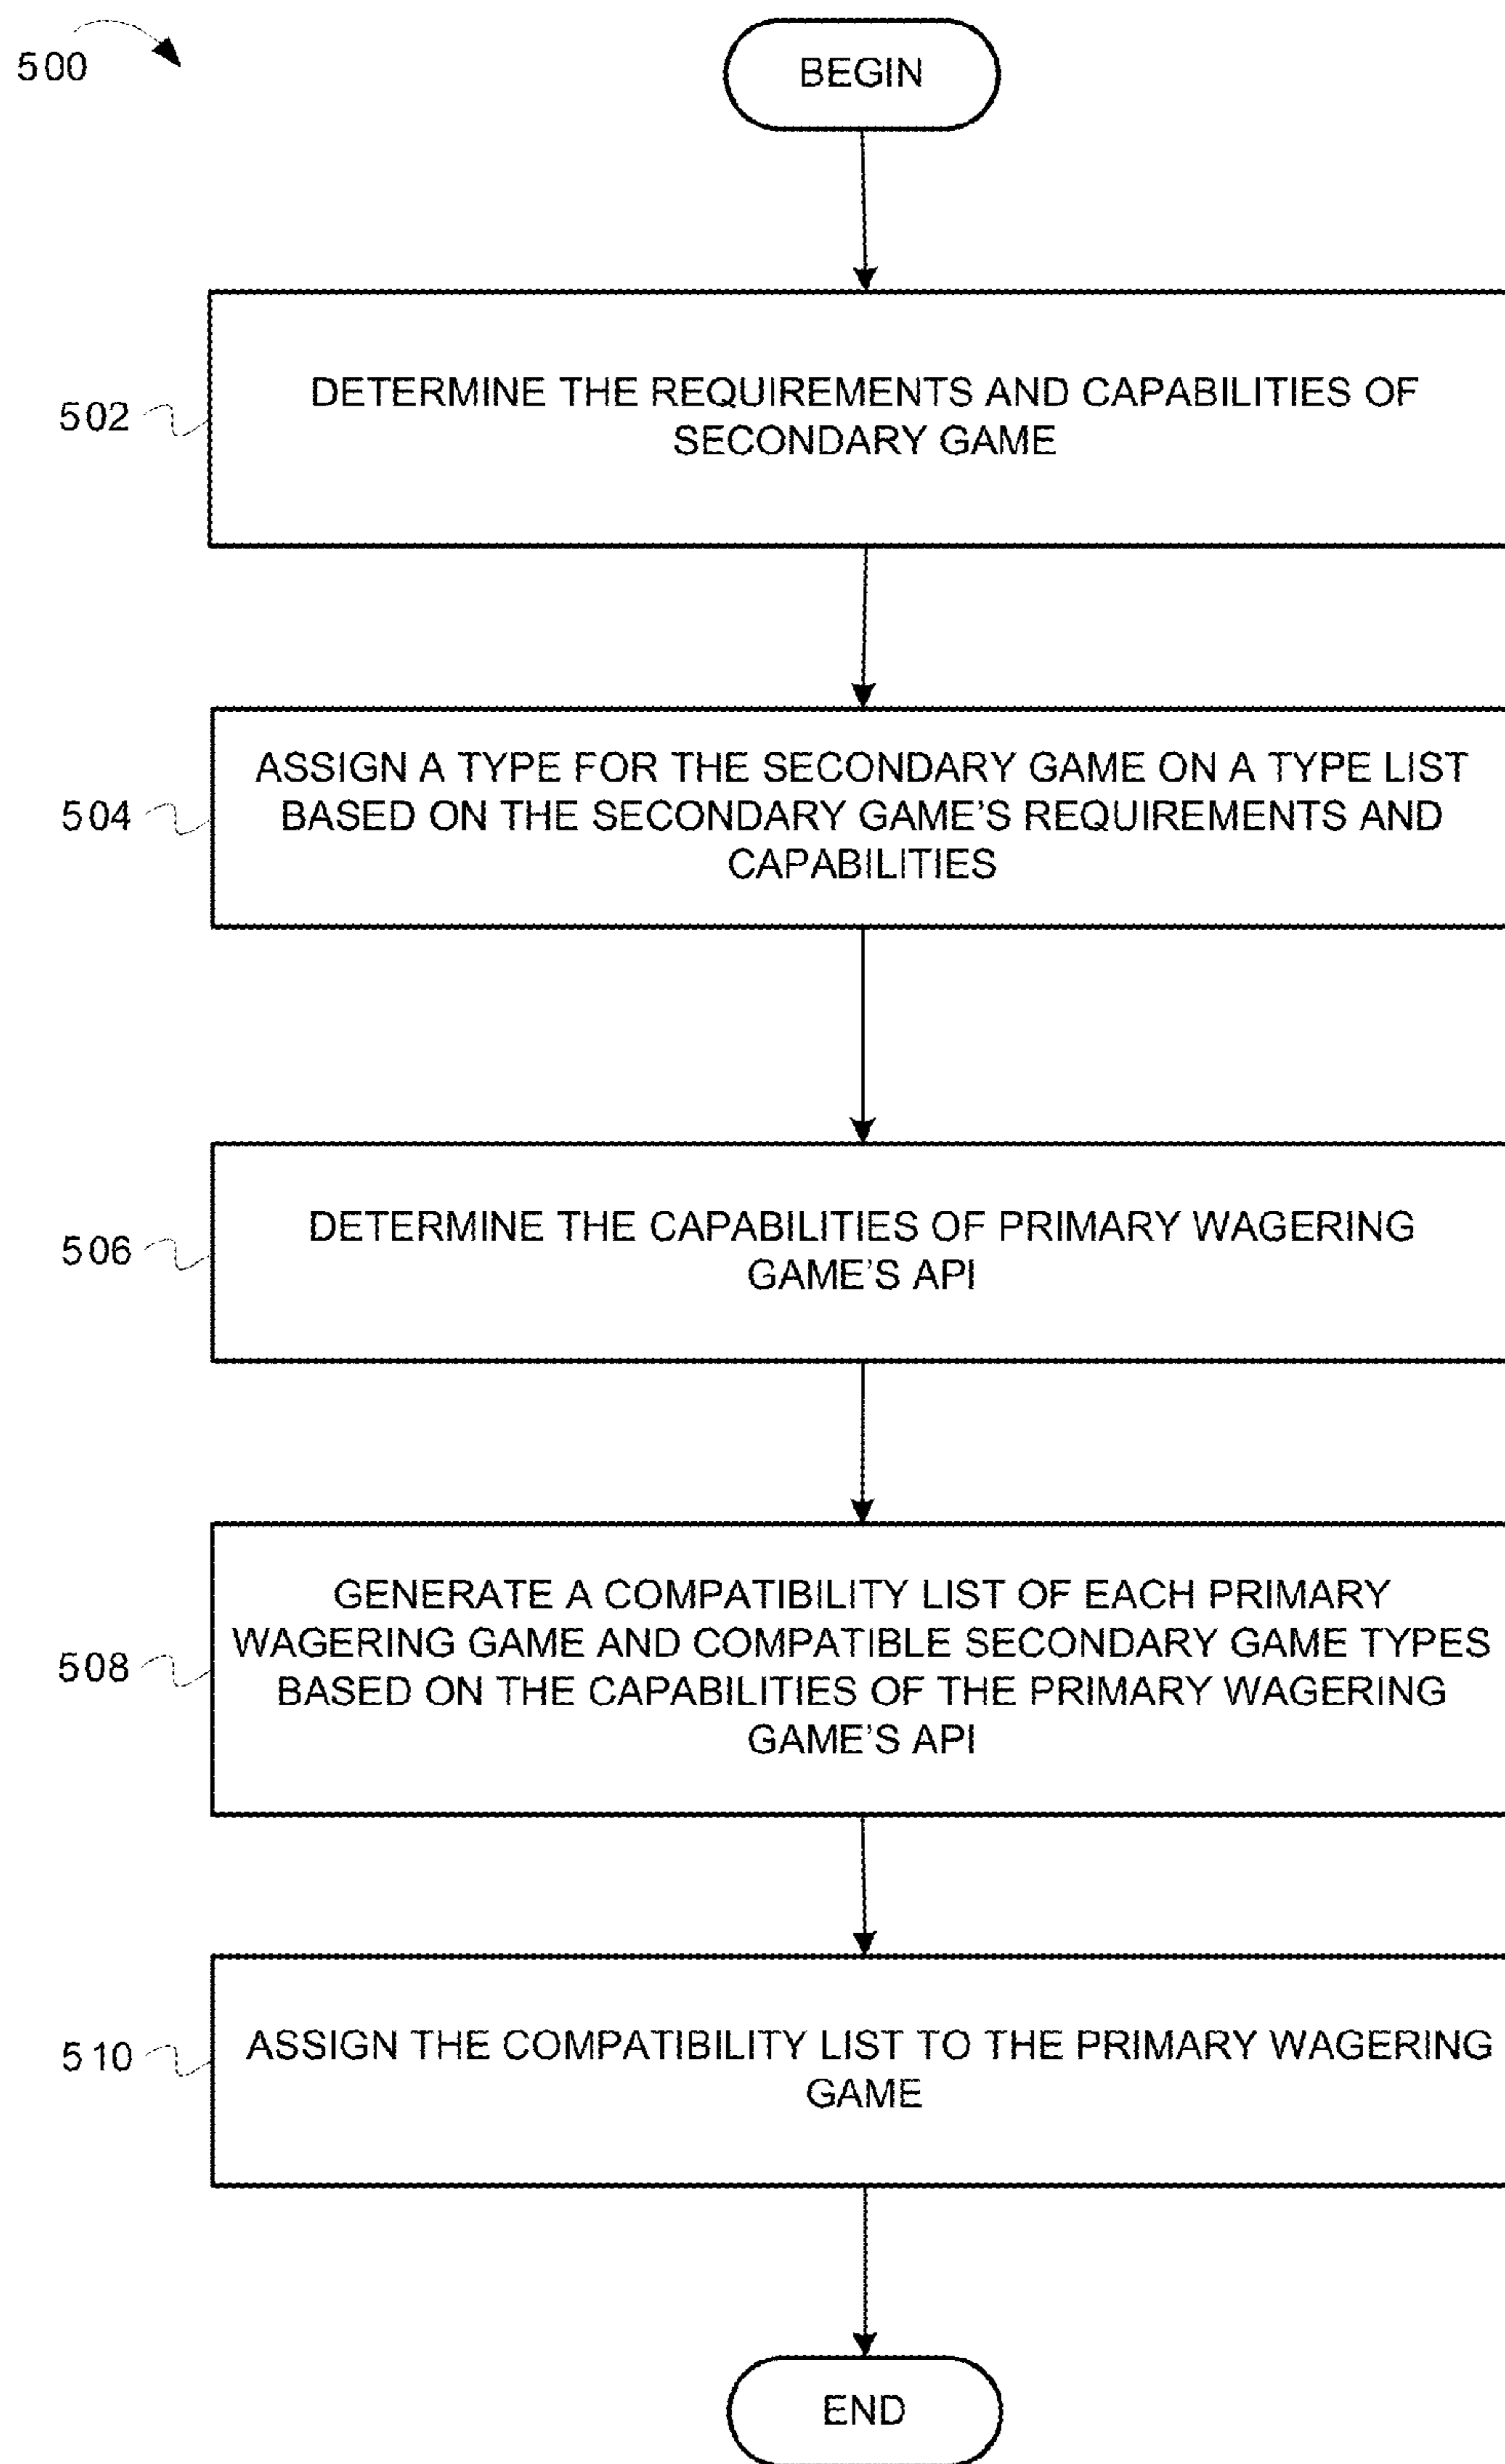 500
BEGIN
502
DETERMINE THE REQUIREMENTS AND CAPABILITIES OF
SECONDARY GAME
504
ASSIGN A TYPE FOR THE SECONDARY GAME ON A TYPE LIST
BASED ON THE SECONDARY GAME'S REQUIREMENTS AND
CAPABILITIES
506
DETERMINE THE CAPABILITIES OF PRIMARY WAGERING
GAME'S API
508
GENERATE A COMPATIBILITY LIST OF EACH PRIMARY
WAGERING GAME AND COMPATIBLE SECONDARY GAME TYPES
BASED ON THE CAPABILITIES OF THE PRIMARY WAGERING
GAME'S API
510
ASSIGN THE COMPATIBILITY LIST TO THE PRIMARY WAGERING
GAME
END